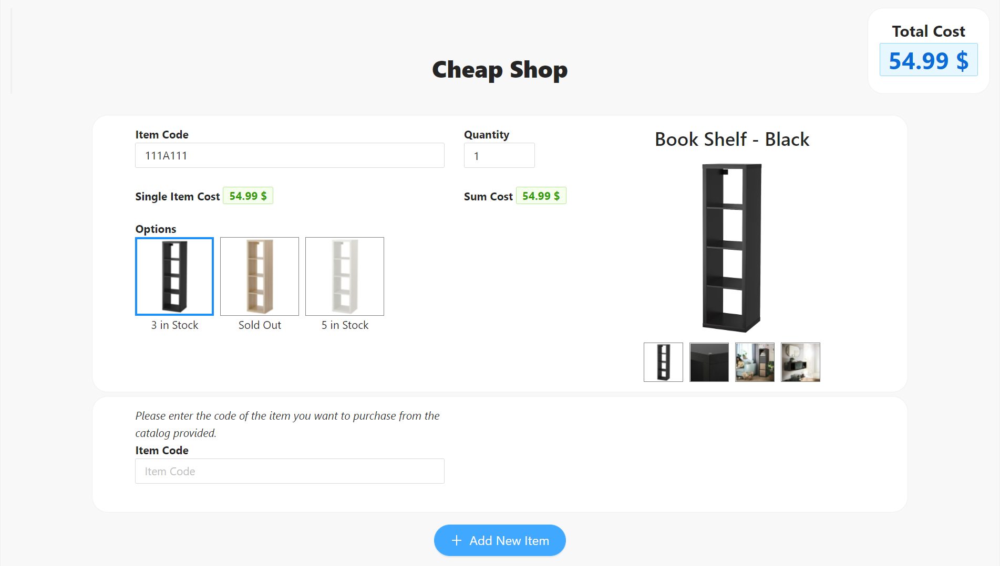 Total Cost
54.99 $
Cheap Shop
Item Code
111A111
Quantity
1
Single Item Cost 54.99 $
Sum Cost 54.99 $
Options
3 in Stock
Sold Out
5 in Stock
Book Shelf - Black
Please enter the code of the item you want to purchase from the
catalog provided.
Item Code
Item Code
+ Add New Item